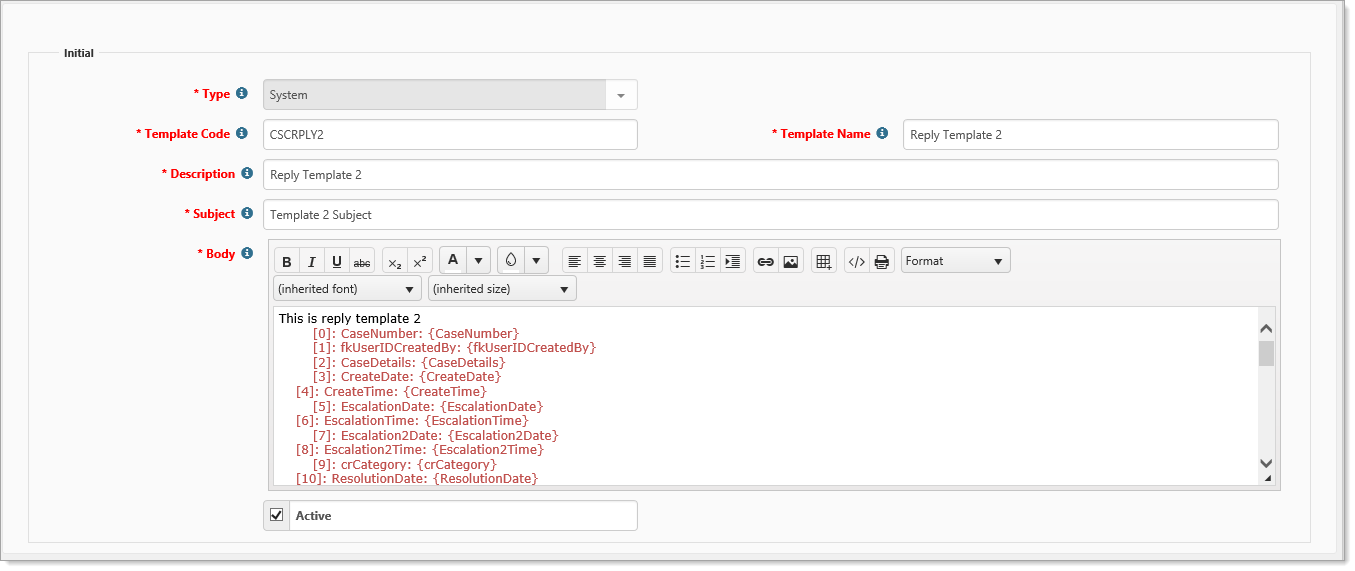 Initial
* Type System
* Template Code CSCRPLY2 * Template Name Reply Template 2
* Description Reply Template 2
* Subject Template 2 Subject
* Body B I U abc x₂ x² A Format
(inherited font) (inherited size)
This is reply template 2
[0]: CaseNumber: {CaseNumber}
[1]: fkUserIDCreatedBy: {fkUserIDCreatedBy}
[2]: CaseDetails: {CaseDetails}
[3]: CreateDate: {CreateDate}
[4]: CreateTime: {CreateTime}
[5]: EscalationDate: {EscalationDate}
[6]: EscalationTime: {EscalationTime}
[7]: Escalation2Date: {Escalation2Date}
[8]: Escalation2Time: {Escalation2Time}
[9]: crCategory: {crCategory}
[10]: ResolutionDate: {ResolutionDate}
Active